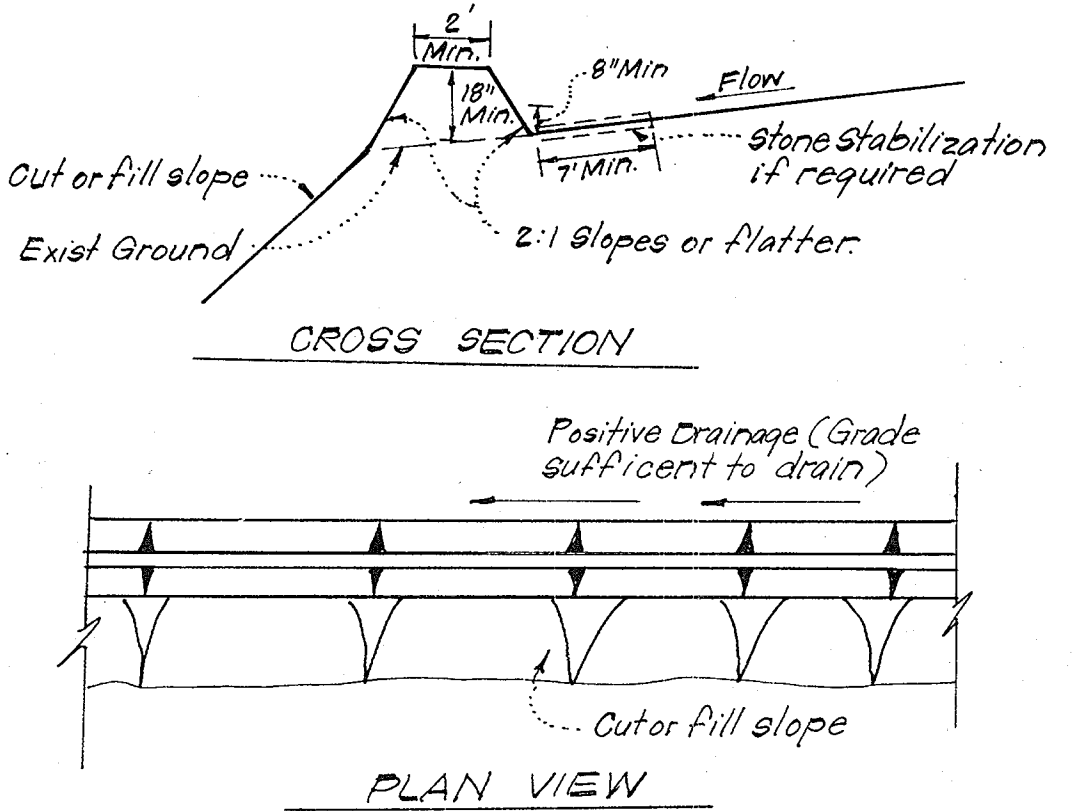 2'
Min.
18"
Min.
8"Min
Flow
Stone Stabilization
if required
7' Min.
Cut or fill slope
Exist Ground
2:1 Slopes or flatter.
CROSS SECTION
Positive Drainage (Grade
sufficent to drain)
Cut or fill slope
PLAN VIEW